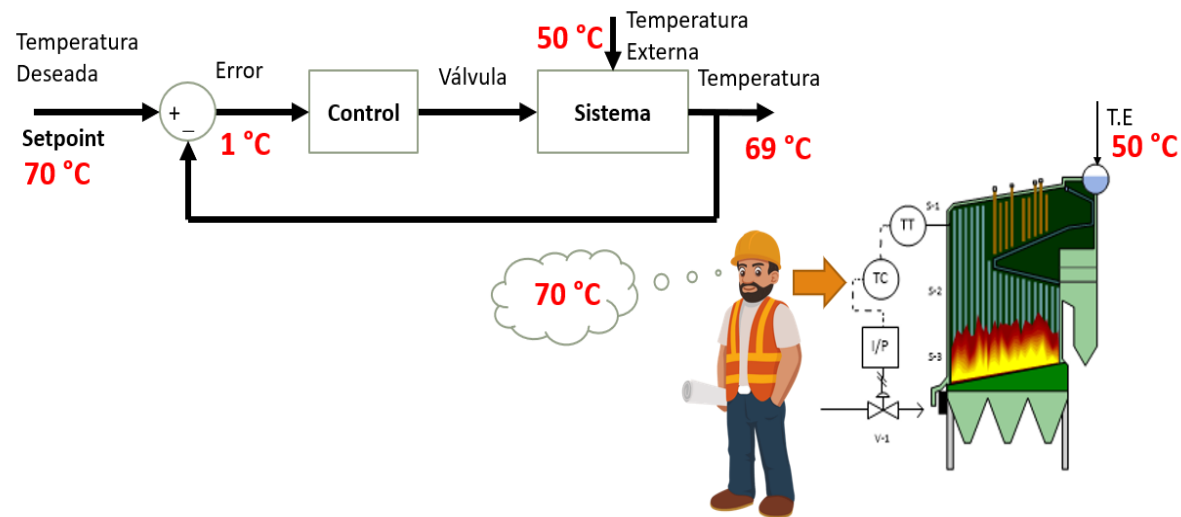 Temperatura
Deseada
Setpoint
70 °C
+
–
Error
1 °C
Control
Válvula
50 °C
Temperatura
Externa
Sistema
Temperatura
69 °C
T.E
50 °C
70 °C
S-1
TT
TC
S-2
I/P
S-3
V-1